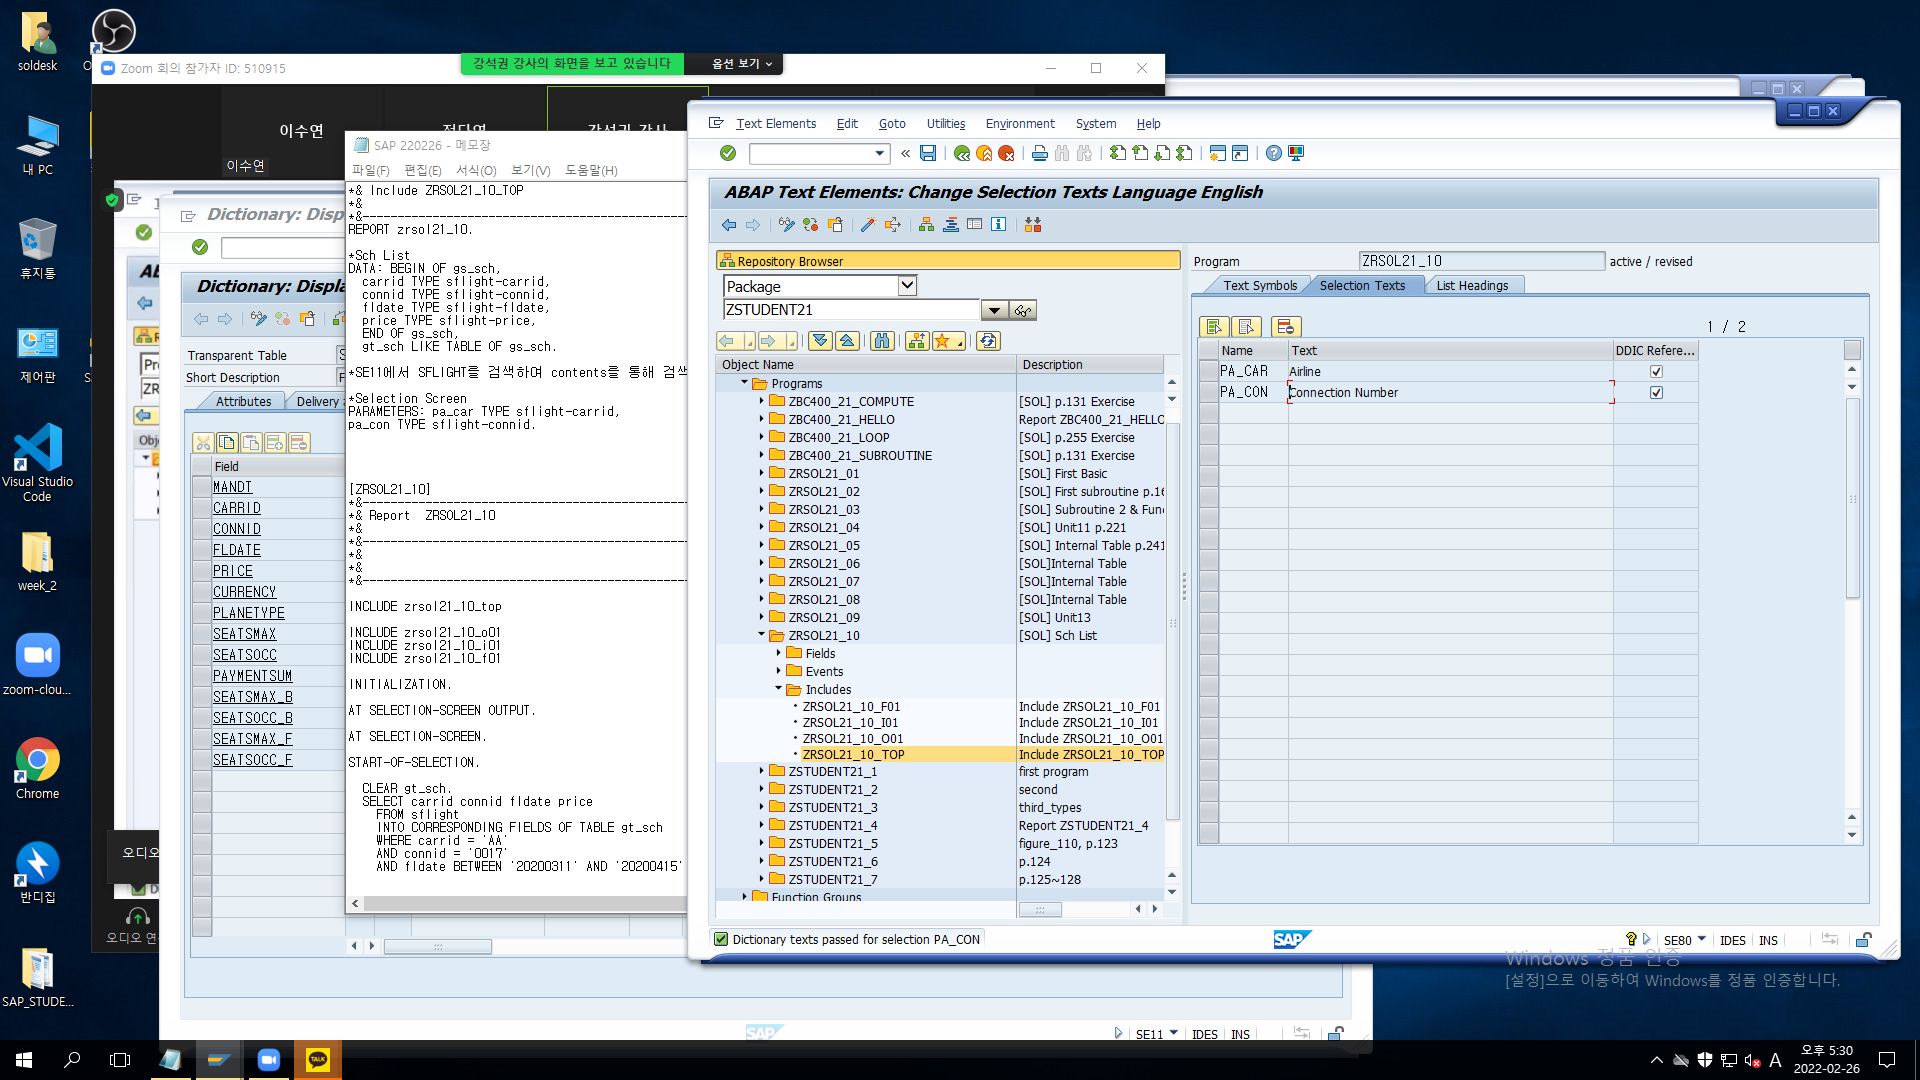 soldesk
내 PC
휴지통
제어판
Visual Studio
Code
week_2
zoom-clou...
Chrome
반디집
SAP_STUDE...
Zoom 회의 참가자 ID: 510915
강석권 강사의 화면을 보고 있습니다
옵션 보기
이수연
이수연
Dictionary: Displ
Dictionary: Displa
Transparent Table
Short Description
Attributes
Delivery
Field
MANDT
CARRID
CONNID
FLDATE
PRICE
CURRENCY
PLANETYPE
SEATSMAX
SEATSOCC
PAYMENTSUM
SEATSMAX_B
SEATSOCC_B
SEATSMAX_F
SEATSOCC_F
SAP
SE11
IDES
INS
SAP 220226 - 메모장
파일(F) 편집(E) 서식(O) 보기(V) 도움말(H)
*& Include ZRSOL21_10_TOP
*&
*&-------------------------------------------------
REPORT zrsol21_10.
*Sch List
DATA: BEGIN OF gs_sch,
carrid TYPE sflight-carrid,
connid TYPE sflight-connid,
fldate TYPE sflight-fldate,
price TYPE sflight-price,
END OF gs_sch,
gt_sch LIKE TABLE OF gs_sch.
*SE11에서 SFLIGHT를 검색하여 contents를 통해 검색
*Selection Screen
PARAMETERS: pa_car TYPE sflight-carrid,
pa_con TYPE sflight-connid.
[ZRSOL21_10]
*&-------------------------------------------------
*& Report  ZRSOL21_10
*&
*&-------------------------------------------------
*&
*&
*&-------------------------------------------------
INCLUDE zrsol21_10_top
INCLUDE zrsol21_10_o01
INCLUDE zrsol21_10_i01
INCLUDE zrsol21_10_f01
INITIALIZATION.
AT SELECTION-SCREEN OUTPUT.
AT SELECTION-SCREEN.
START-OF-SELECTION.
CLEAR gt_sch.
SELECT carrid connid fldate price
FROM sflight
INTO CORRESPONDING FIELDS OF TABLE gt_sch
WHERE carrid = 'AA'
AND connid = '0017'
AND fldate BETWEEN '20200311' AND '20200415'
Text Elements Edit Goto Utilities Environment System Help
ABAP Text Elements: Change Selection Texts Language English
Repository Browser
Package
ZSTUDENT21
Object Name Description
Programs
ZBC400_21_COMPUTE [SOL] p.131 Exercise
ZBC400_21_HELLO Report ZBC400_21_HELLO
ZBC400_21_LOOP [SOL] p.255 Exercise
ZBC400_21_SUBROUTINE [SOL] p.131 Exercise
ZRSOL21_01 [SOL] First Basic
ZRSOL21_02 [SOL] First subroutine p.16
ZRSOL21_03 [SOL] Subroutine 2 & Func
ZRSOL21_04 [SOL] Unit11 p.221
ZRSOL21_05 [SOL] Internal Table p.241
ZRSOL21_06 [SOL]Internal Table
ZRSOL21_07 [SOL]Internal Table
ZRSOL21_08 [SOL]Internal Table
ZRSOL21_09 [SOL] Unit13
ZRSOL21_10 [SOL] Sch List
Fields
Events
Includes
ZRSOL21_10_F01 Include ZRSOL21_10_F01
ZRSOL21_10_I01 Include ZRSOL21_10_I01
ZRSOL21_10_O01 Include ZRSOL21_10_O01
ZRSOL21_10_TOP Include ZRSOL21_10_TOP
ZSTUDENT21_1 first program
ZSTUDENT21_2 second
ZSTUDENT21_3 third_types
ZSTUDENT21_4 Report ZSTUDENT21_4
ZSTUDENT21_5 figure_110, p.123
ZSTUDENT21_6 p.124
ZSTUDENT21_7 p.125~128
Function Groups
Program ZRSOL21_10 active / revised
Text Symbols Selection Texts List Headings
1 / 2
Name Text DDIC Refere...
PA_CAR Airline
PA_CON Connection Number
Dictionary texts passed for selection PA_CON
SAP
SE80
IDES
INS
Windows 정품 인증
[설정]으로 이동하여 Windows를 정품 인증합니다.
TALK
A
오후 5:30
2022-02-26